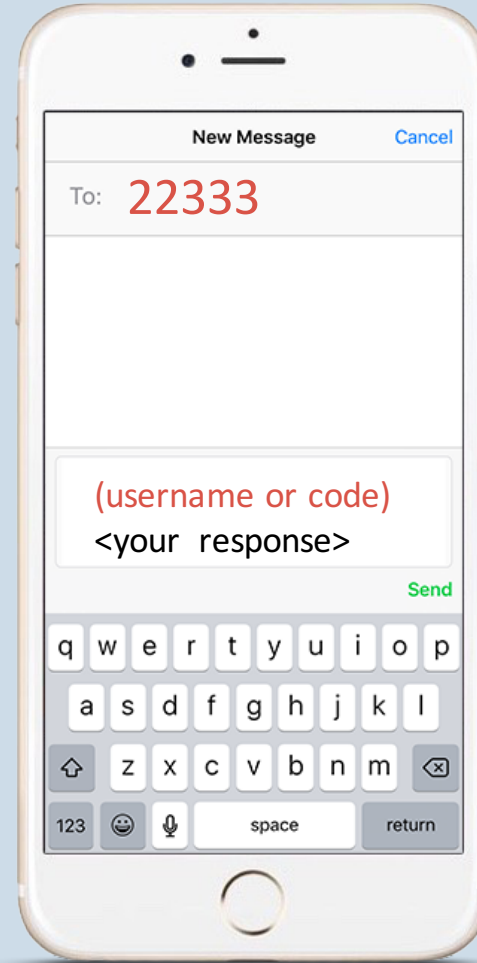 New Message Cancel
To: 22333
(username or code)
<your response>
Send
q w e r t y u i o p
a s d f g h j k l
z x c v b n m
123 space return